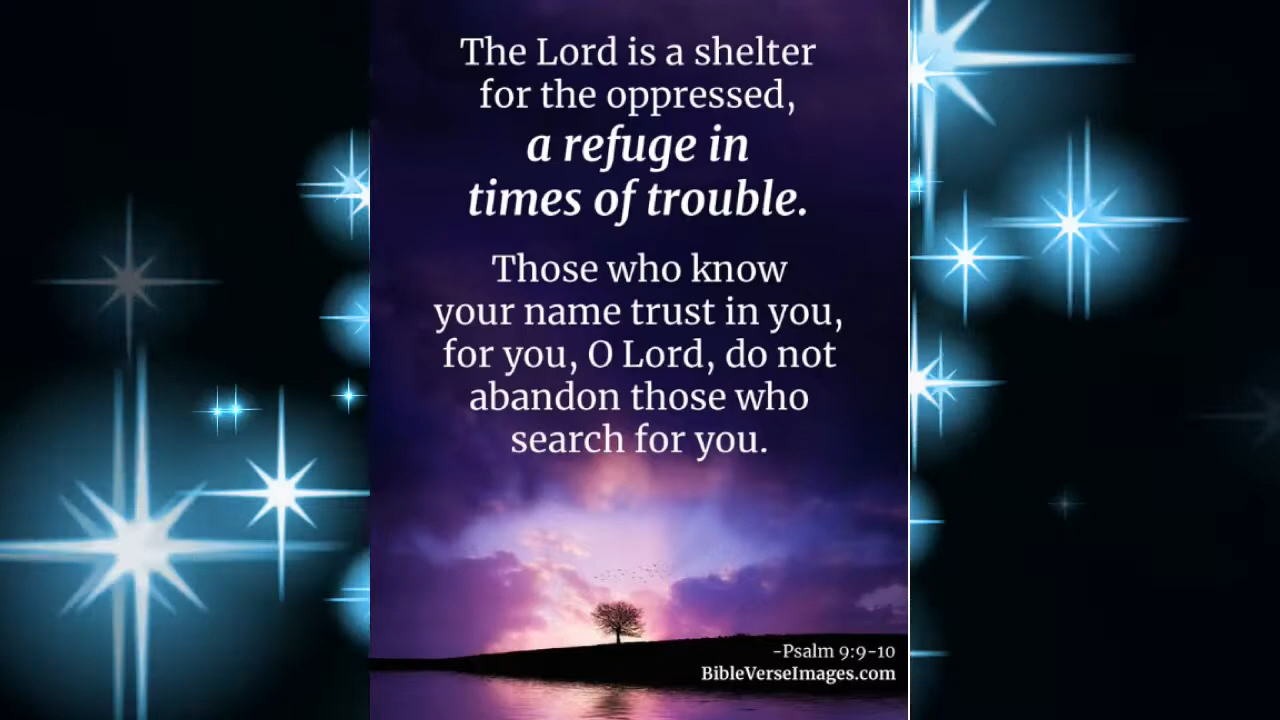 The Lord is a shelter
for the oppressed,
a refuge in
times of trouble.
Those who know
your name trust in you,
for you, O Lord, do not
abandon those who
search for you.
-Psalm 9:9-10
BibleVerseImages.com